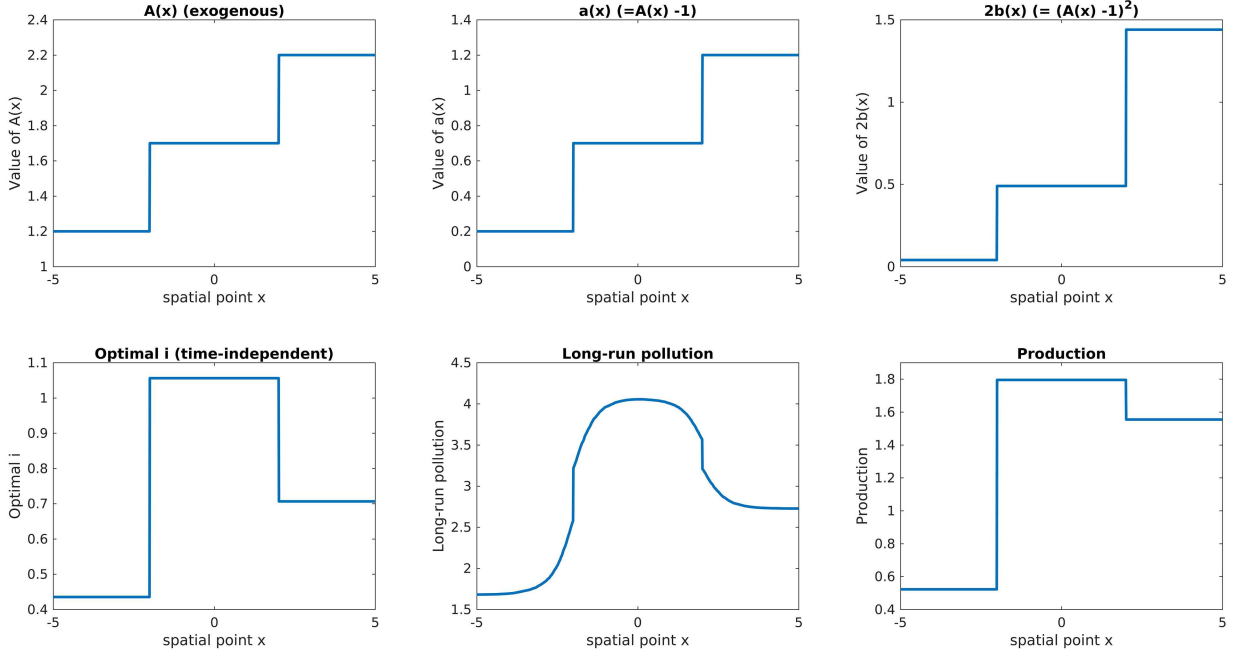 A(x) (exogenous)
2.4
2.2
2
1.8
1.6
1.4
1.2
1
Value of A(x)
-5 0 5
spatial point x
a(x) (=A(x) -1)
1.4
1.2
1
0.8
0.6
0.4
0.2
0
Value of a(x)
-5 0 5
spatial point x
2b(x) (= (A(x) -1)²)
1.5
1
0.5
0
Value of 2b(x)
-5 0 5
spatial point x
Optimal i (time-independent)
1.1
1
0.9
0.8
0.7
0.6
0.5
0.4
Optimal i
-5 0 5
spatial point x
Long-run pollution
4.5
4
3.5
3
2.5
2
1.5
Long-run pollution
-5 0 5
spatial point x
Production
1.8
1.6
1.4
1.2
1
0.8
0.6
0.4
Production
-5 0 5
spatial point x